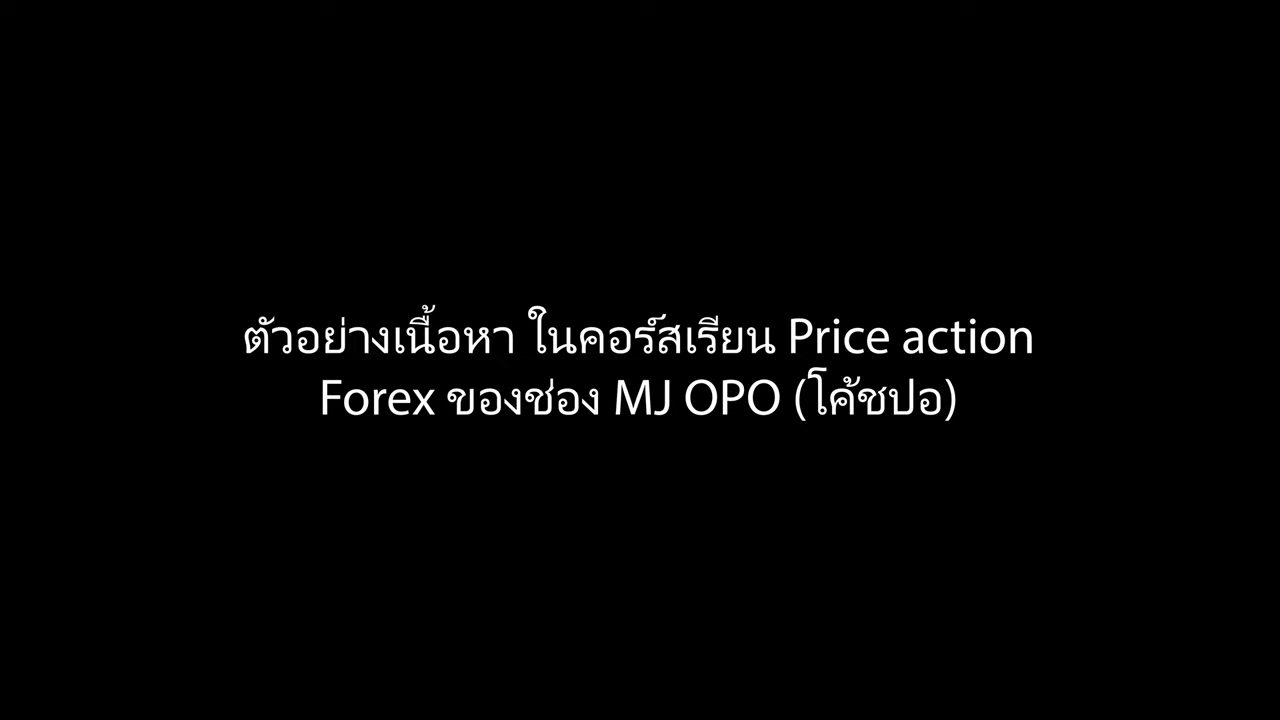 ตัวอย่างเนื้อหา ในคอร์สเรียน Price action
Forex ของช่อง MJ OPO (โค้ชปอ)